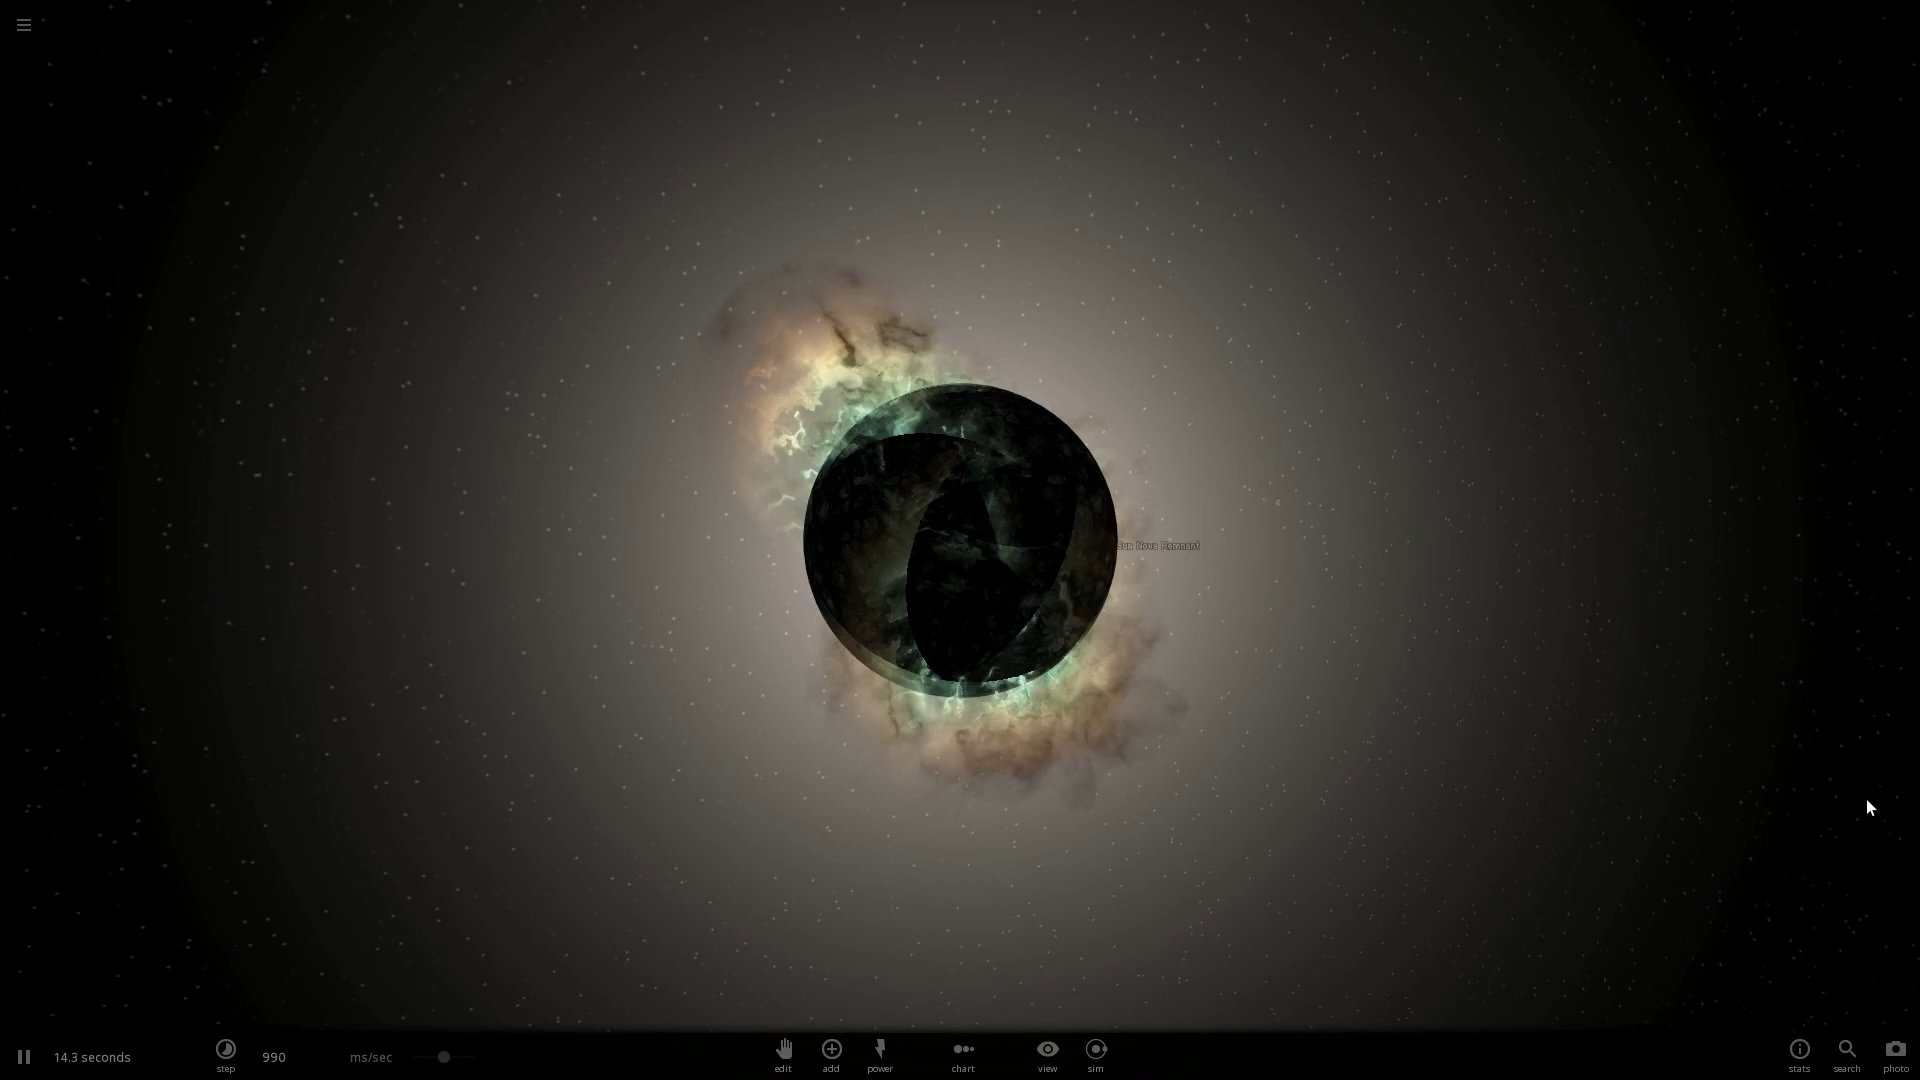 Sun Nova Remnant
14.3 seconds
step
990
ms/sec
edit
add
power
chart
view
sim
stats
search
photo